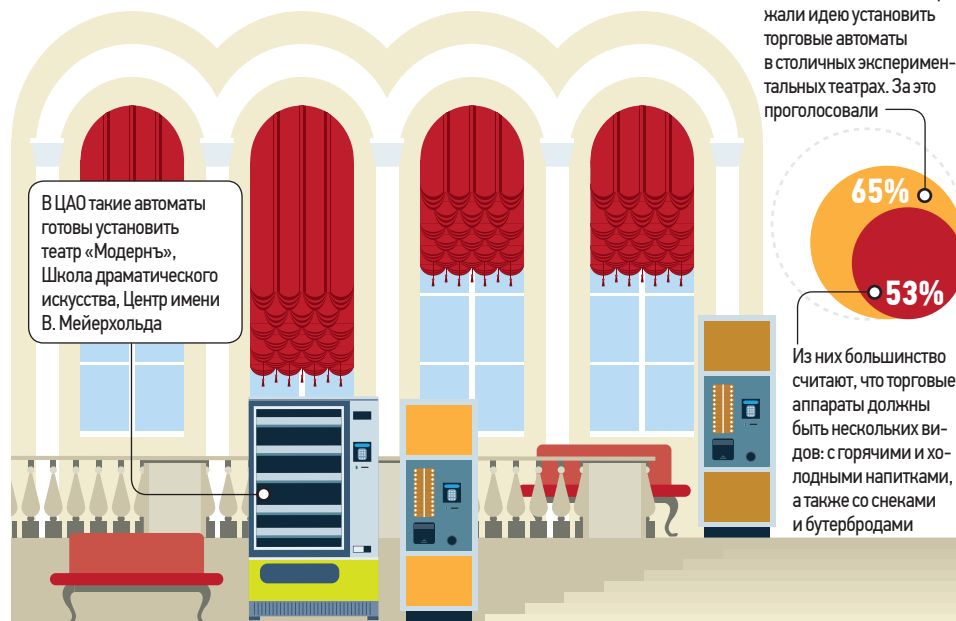 жали идею установить
торговые автоматы
в столичных эксперимен-
тальных театрах. За это
проголосовали
65%
53%
Из них большинство
считают, что торговые
аппараты должны
быть нескольких ви-
дов: с горячими и хо-
лодными напитками,
а также со снеками
и бутербродами
В ЦАО такие автоматы
готовы установить
театр «Модернъ»,
Школа драматического
искусства, Центр имени
В. Мейерхольда